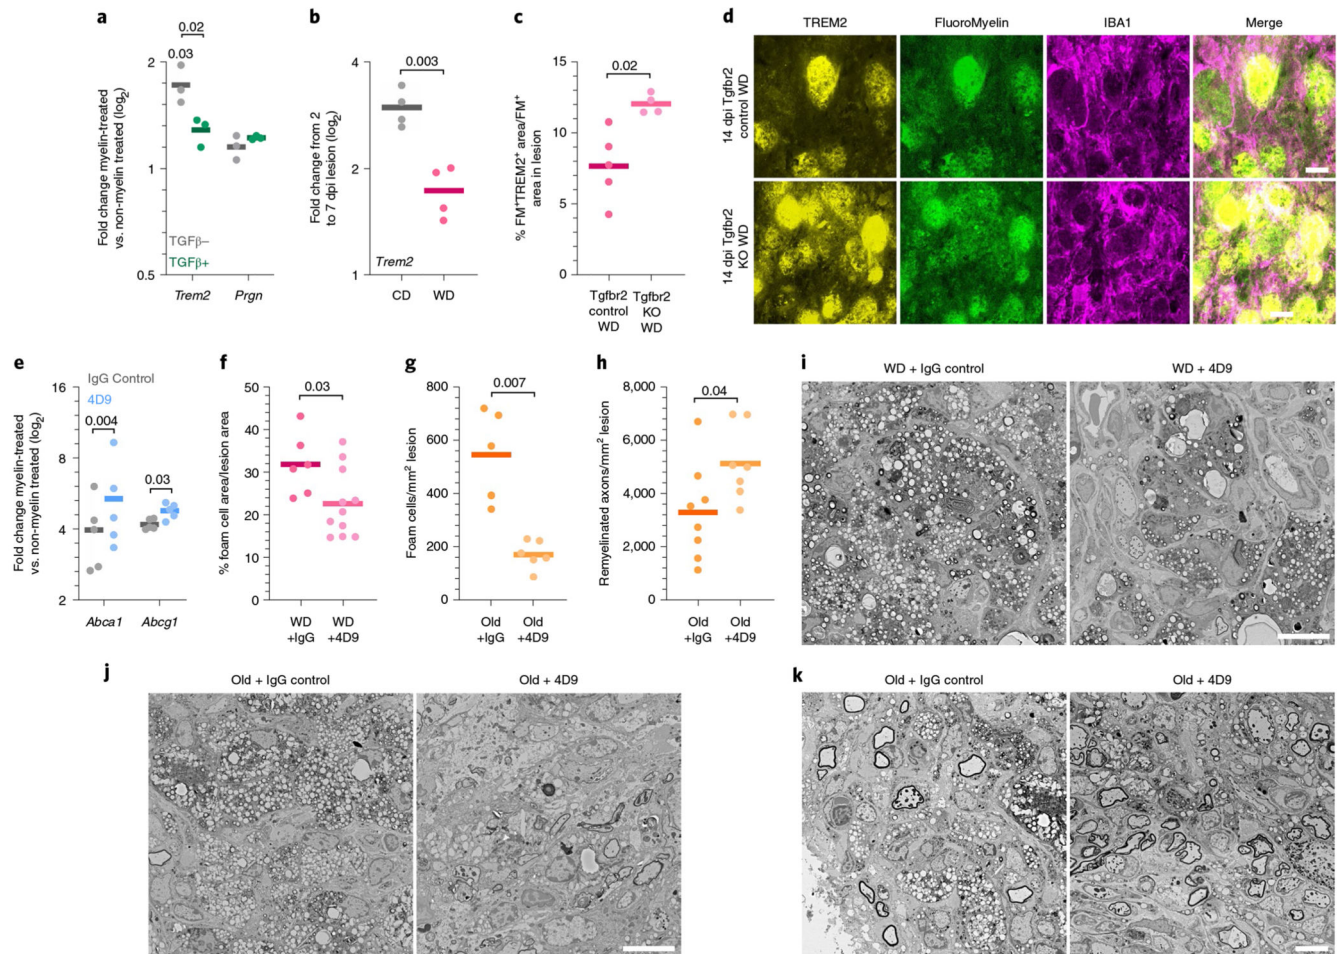 a
Fold change myelin-treated
vs. non-myelin treated (log2)
2
1
0.5
0.02
0.03
TGFβ–
TGFβ+
Trem2 Prgn
b
Fold change from 2
to 7 dpi lesion (log2)
4
2
1
0.003
Trem2
CD WD
c
% FM+TREM2+ area/FM+
area in lesion
15
10
5
0
0.02
Tgfbr2 Tgfbr2
control KO
WD WD
d
TREM2 FluoroMyelin IBA1 Merge
14 dpi Tgfbr2
control WD
14 dpi Tgfbr2
KO WD
e
Fold change myelin-treated
vs. non-myelin treated (log2)
16
8
4
2
IgG Control
4D9
0.004
0.03
Abca1 Abcg1
f
% foam cell area/lesion area
50
40
30
20
10
0
0.03
WD WD
+IgG +4D9
g
Foam cells/mm2 lesion
800
600
400
200
0
0.007
Old Old
+IgG +4D9
h
Remyelinated axons/mm2 lesion
8,000
6,000
4,000
2,000
0
0.04
Old Old
+IgG +4D9
i
WD + IgG control WD + 4D9
j
Old + IgG control Old + 4D9
k
Old + IgG control Old + 4D9